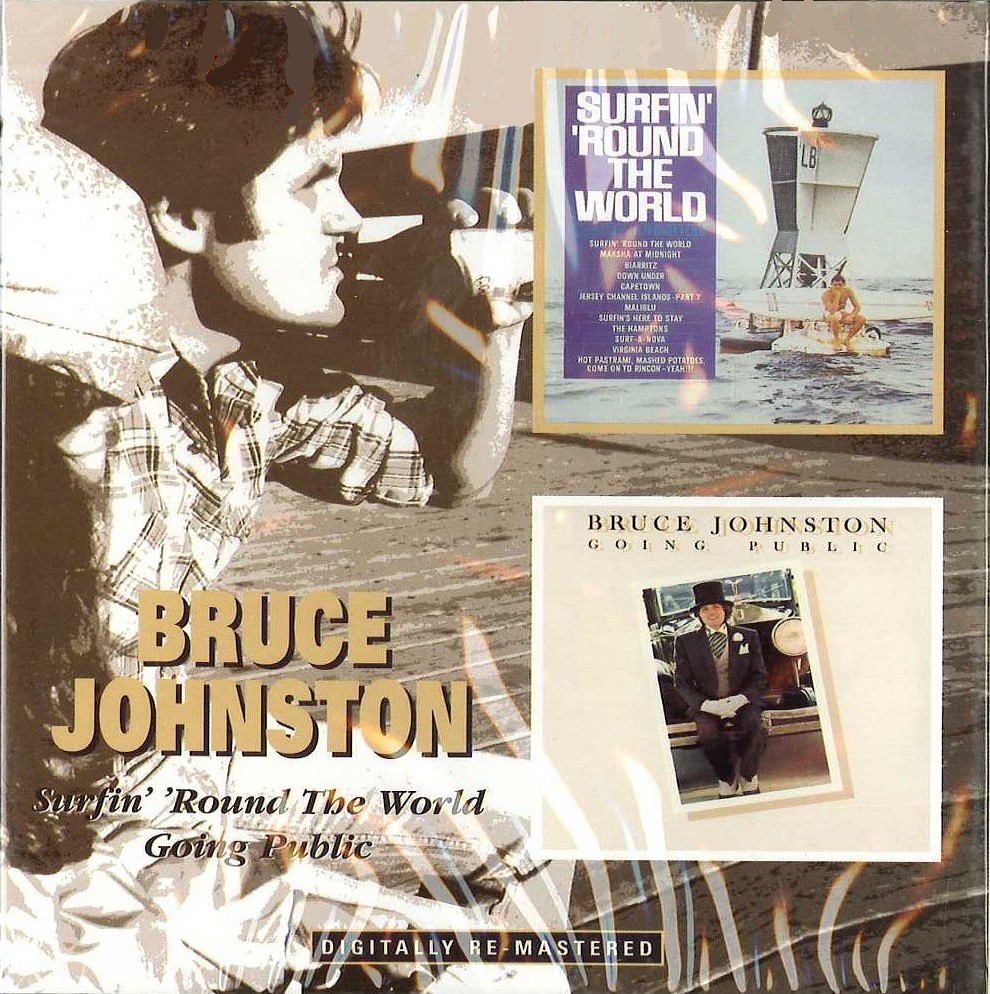 SURFIN'
'ROUND
THE
WORLD
SURFIN' 'ROUND THE WORLD
MAKSHA AT MIDNIGHT
BIARRITZ
DOWN UNDER
CAPETOWN
JERSEY CHANNEL ISLANDS-PART 7
MALIBU
SURFIN'S HERE TO STAY
THE HAMPTONS
SURF-A-NOVA
VIRGINIA BEACH
HOT PASTRAMI, MASHED POTATOES,
COME ON TO RINCON-YEAH!!!
LB
BRUCE JOHNSTON
GOING PUBLIC
BRUCE
JOHNSTON
Surfin' 'Round The World
Going Public
DIGITALLY RE-MASTERED